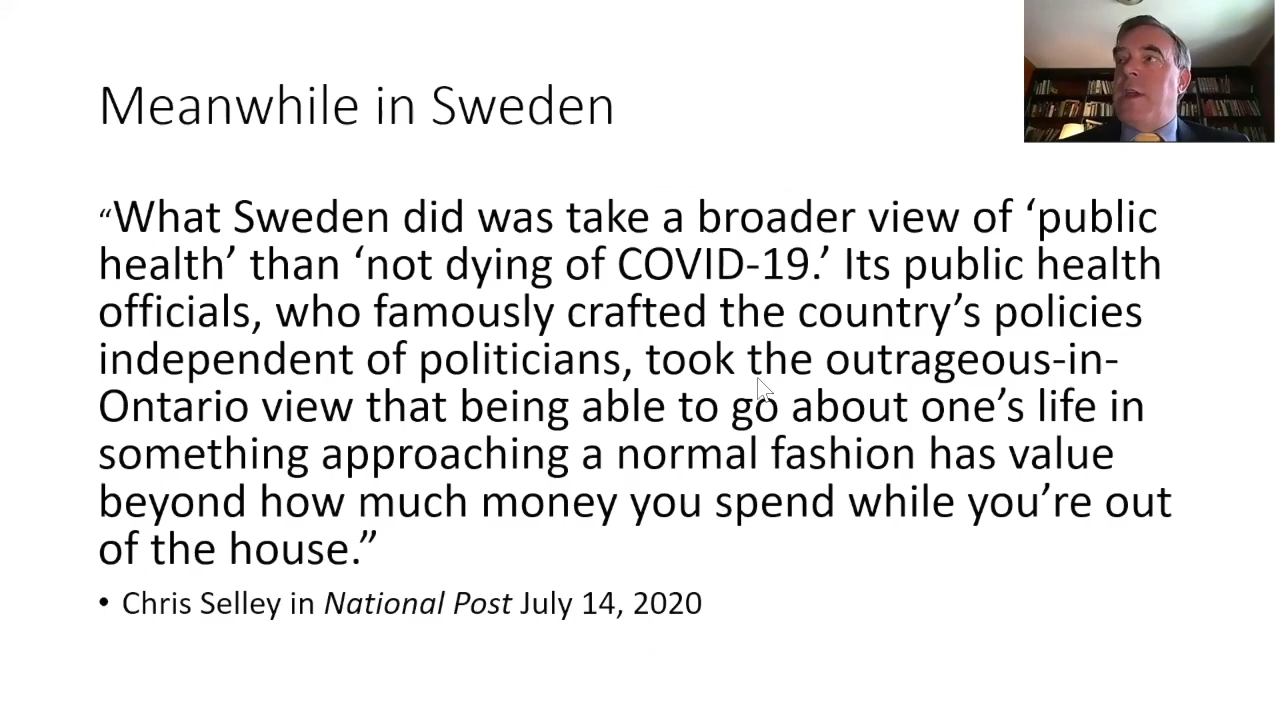 Meanwhile in Sweden
“What Sweden did was take a broader view of ‘public
health’ than ‘not dying of COVID-19.’ Its public health
officials, who famously crafted the country’s policies
independent of politicians, took the outrageous-in-
Ontario view that being able to go about one’s life in
something approaching a normal fashion has value
beyond how much money you spend while you’re out
of the house.”
• Chris Selley in National Post July 14, 2020